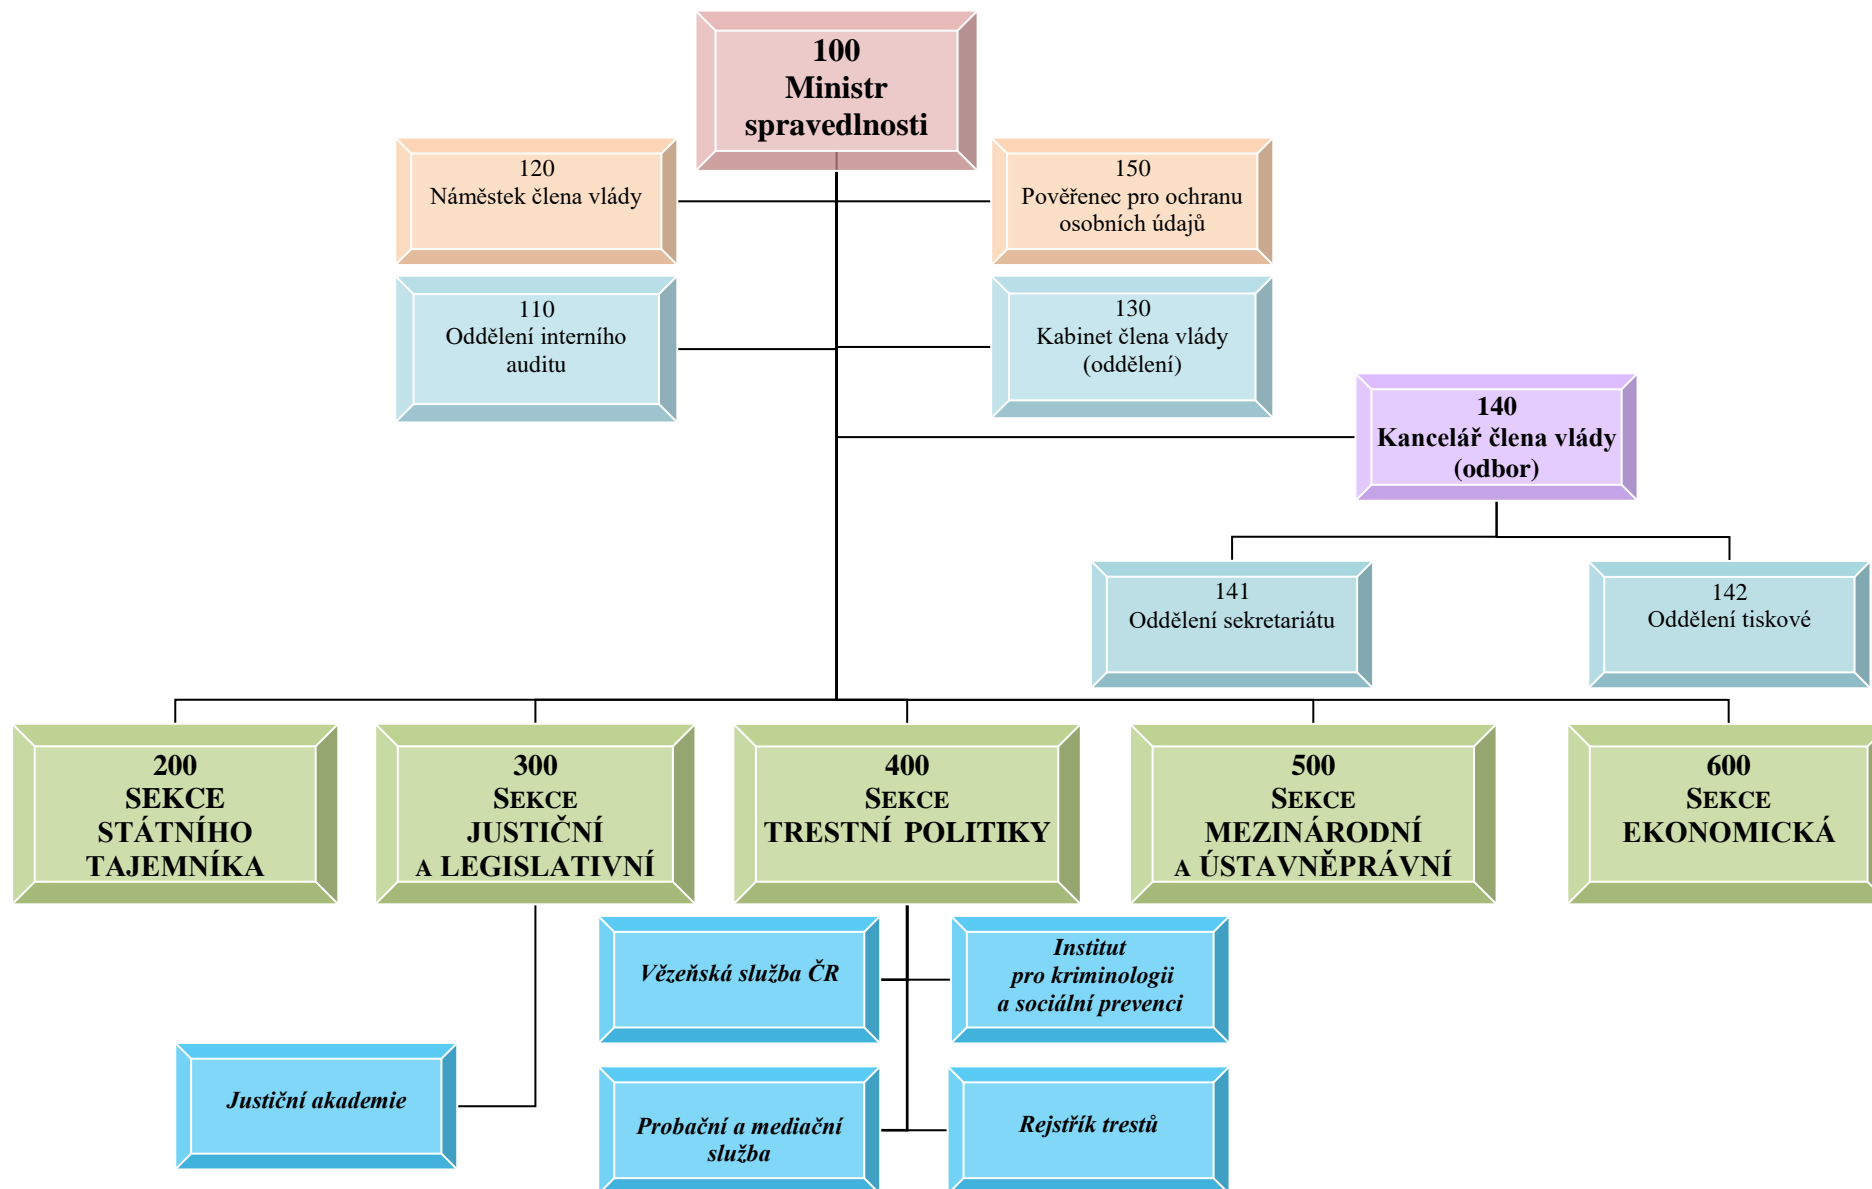 100
Ministr
spravedlnosti
120
Náměstek člena vlády
150
Pověřenec pro ochranu
osobních údajů
110
Oddělení interního
auditu
130
Kabinet člena vlády
(oddělení)
140
Kancelář člena vlády
(odbor)
141
Oddělení sekretariátu
142
Oddělení tiskové
200
SEKCE
STÁTNÍHO
TAJEMNÍKA
300
SEKCE
JUSTIČNÍ
A LEGISLATIVNÍ
400
SEKCE
TRESTNÍ POLITIKY
500
SEKCE
MEZINÁRODNÍ
A ÚSTAVNĚPRÁVNÍ
600
SEKCE
EKONOMICKÁ
Vězeňská služba ČR
Institut
pro kriminologii
a sociální prevenci
Justiční akademie
Probační a mediační
služba
Rejstřík trestů